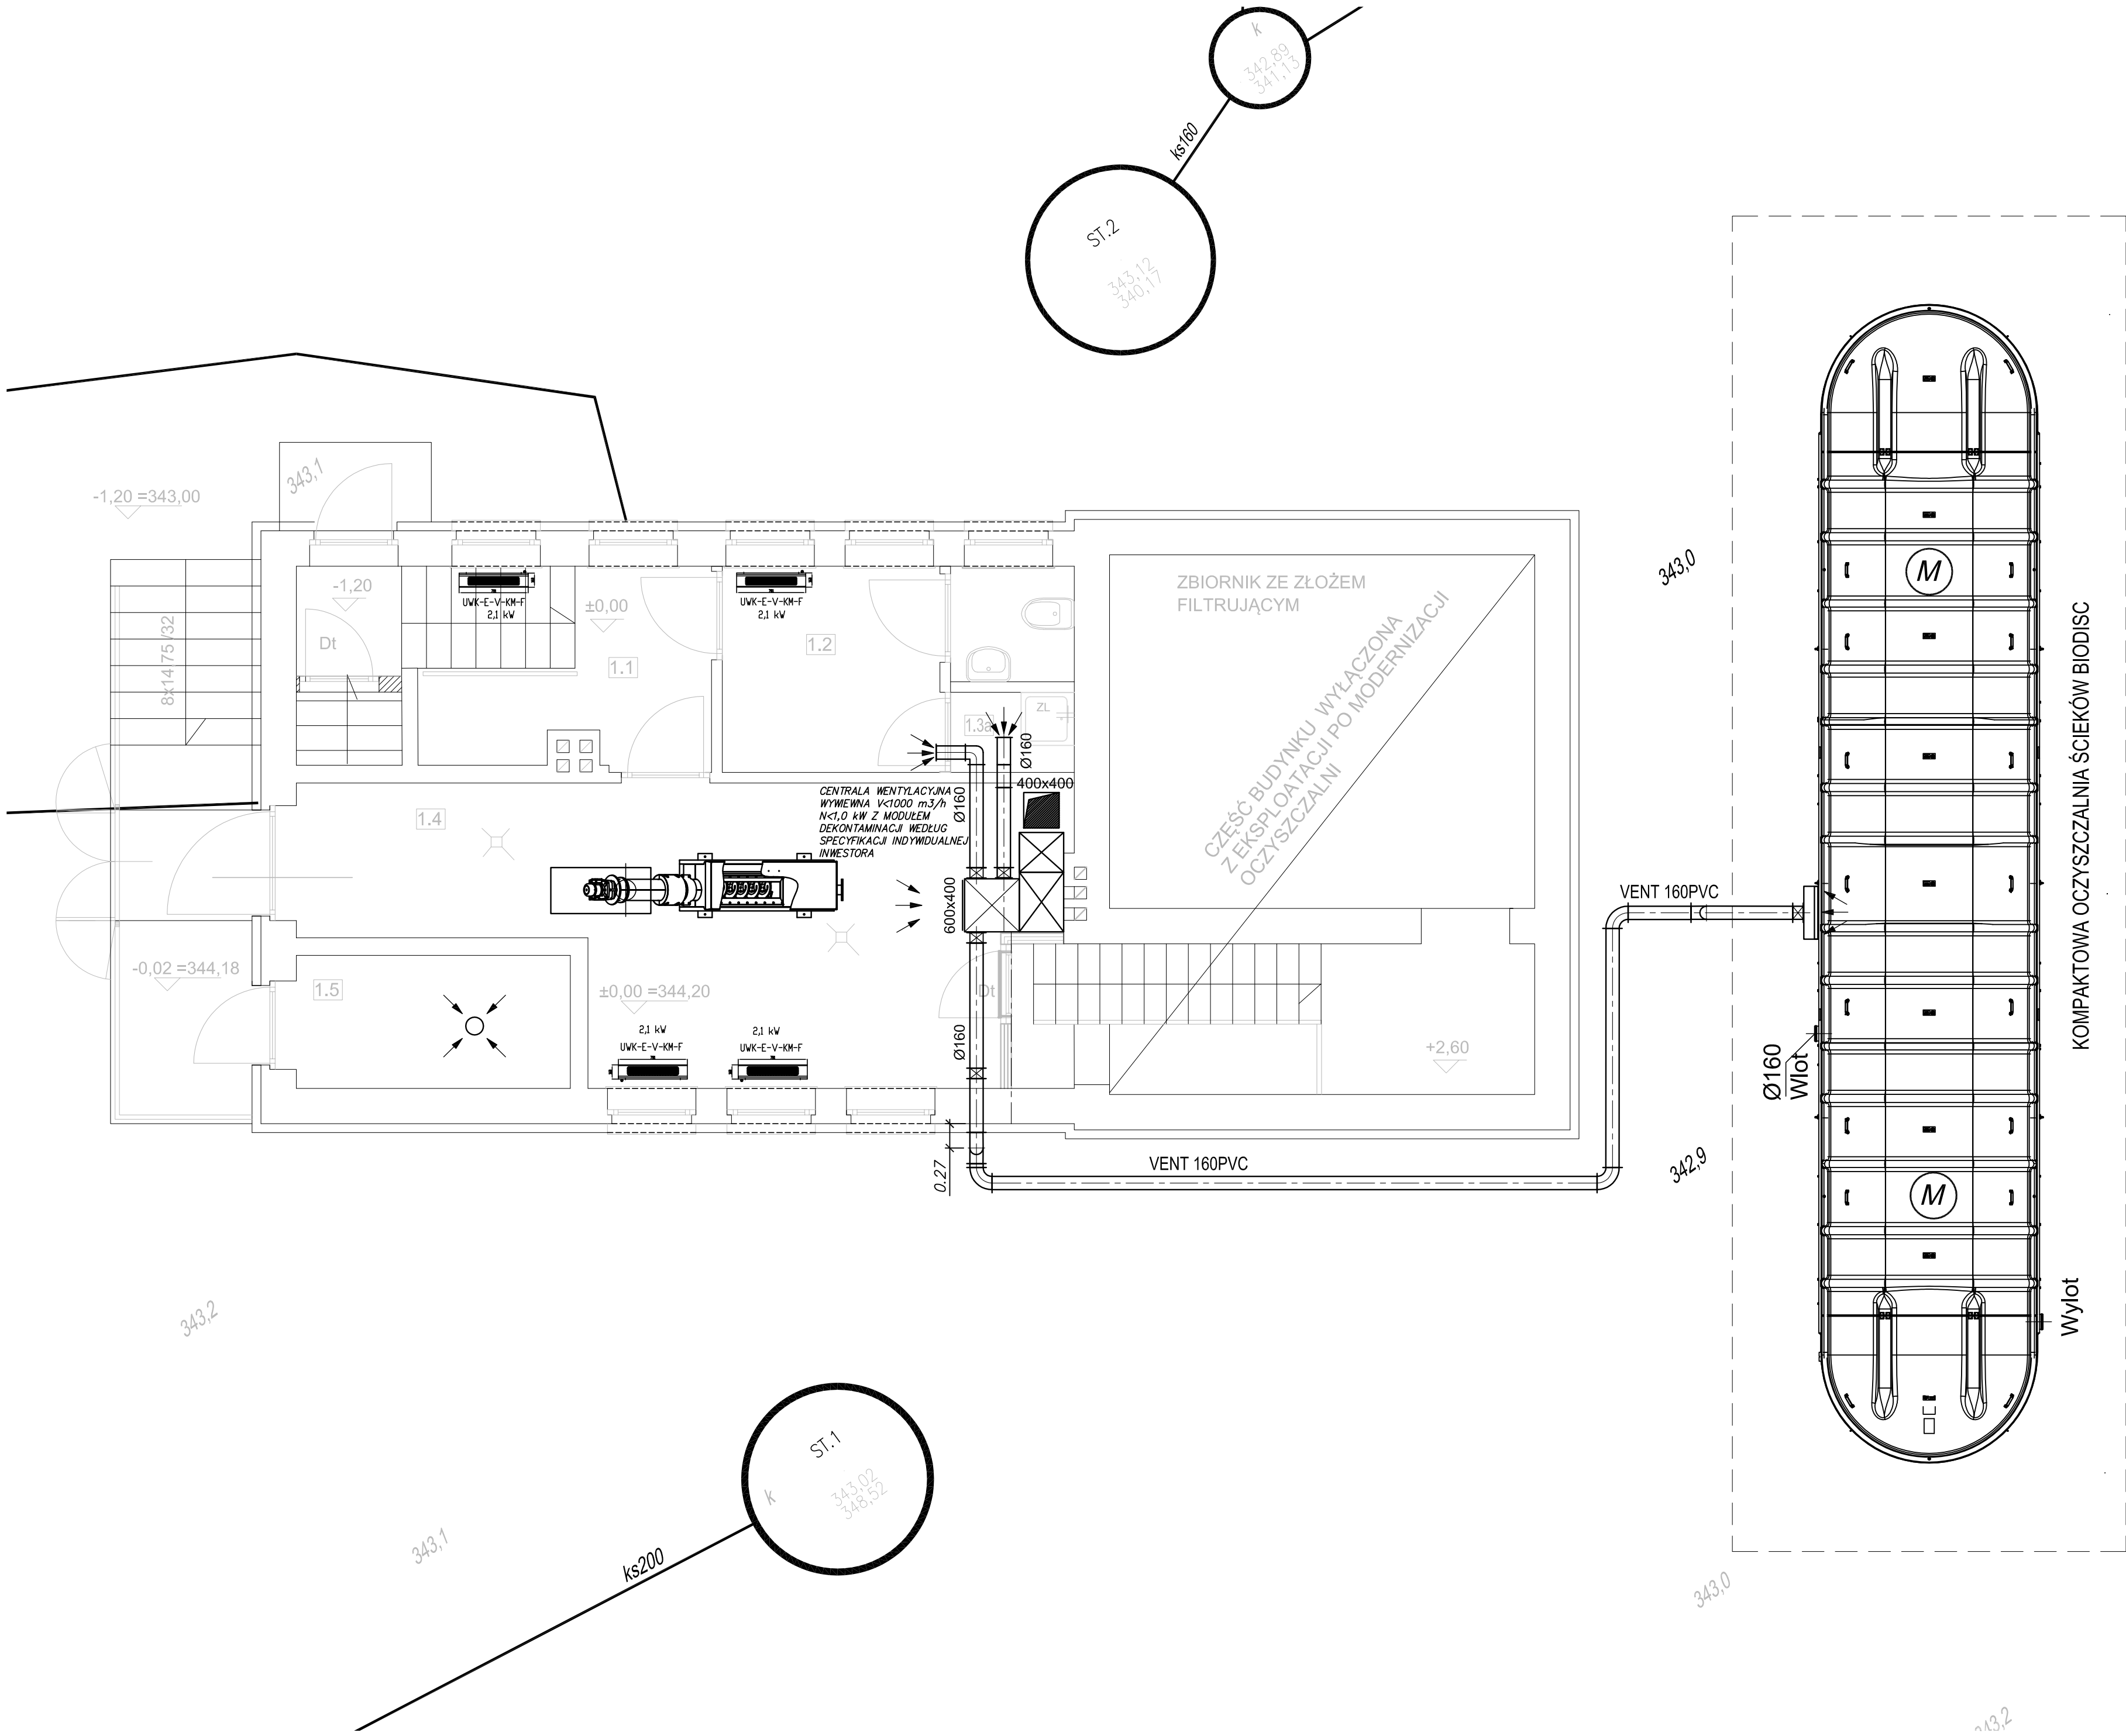 k
342,89
341,13
ks160
ST.2
343,12
340,17
343,1
-1,20 =343,00
343,0
-1,20
UWK-E-V-KM-F
2,1 kW
±0,00
UWK-E-V-KM-F
2,1 kW
ZBIORNIK ZE ZŁOŻEM
FILTRUJĄCYM
CZĘŚĆ BUDYNKU WYŁĄCZONA
Z EKSPLOATACJI PO MODERNIZACJI
OCZYSZCZALNI
M
8x14,75/32
Dt
1.1
1.2
1.3a
ZL
Ø160
400x400
KOMPAKTOWA OCZYSZCZALNIA ŚCIEKÓW BIODISC
1.4
CENTRALA WENTYLACYJNA
WYWIEWNA V<1000 m3/h
N<1,0 kW Z MODUŁEM
DEKONTAMINACJI WEDŁUG
SPECYFIKACJI INDYWIDUALNEJ
INWESTORA
Ø160
600x400
VENT 160PVC
-0,02 =344,18
1.5
±0,00 =344,20
Dt
2,1 kW
UWK-E-V-KM-F
2,1 kW
UWK-E-V-KM-F
Ø160
+2,60
Ø160
Wlot
0.27
VENT 160PVC
342,9
M
343,2
Wylot
ST.1
k
343,02
348,52
343,1
ks200
343,0
343,2